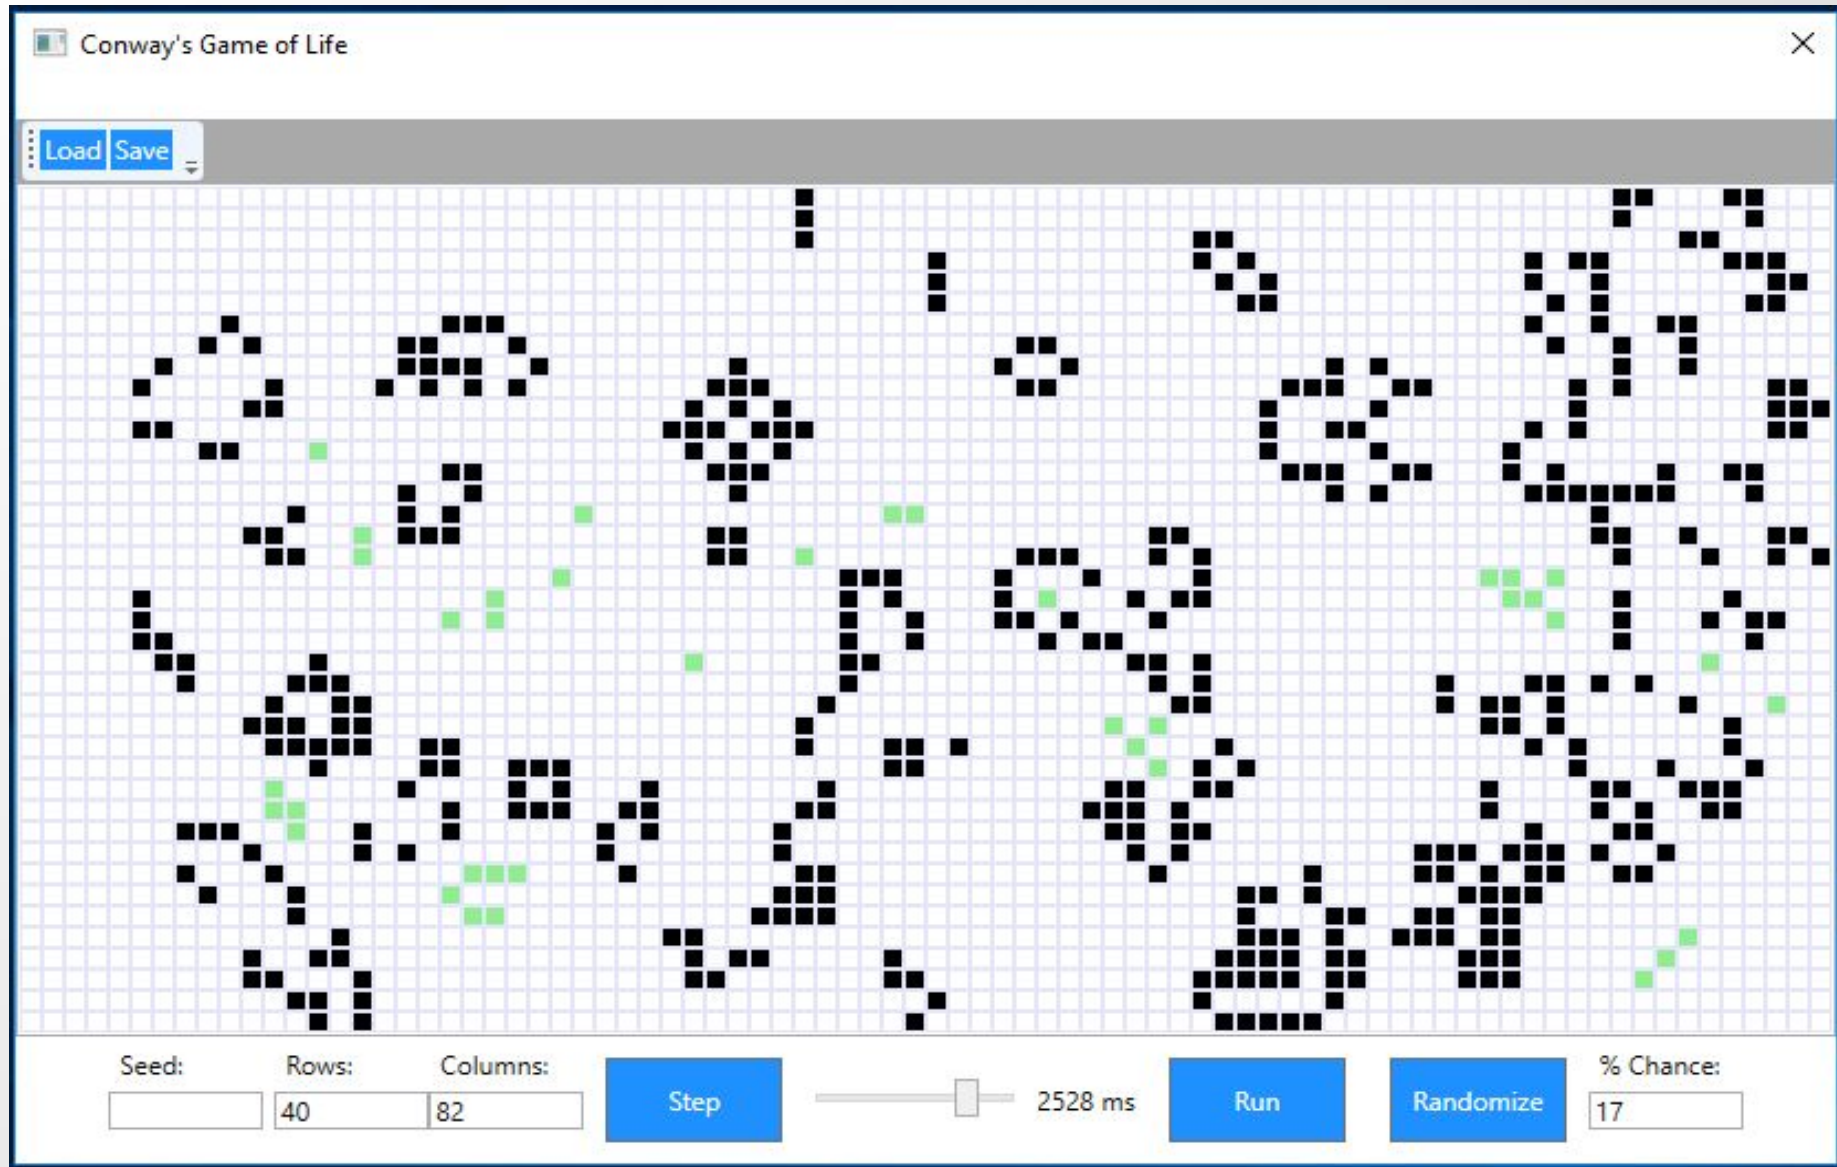 Conway's Game of Life
Load Save
Seed: Rows: Columns: % Chance:
40 82 Step 2528 ms Run Randomize 17